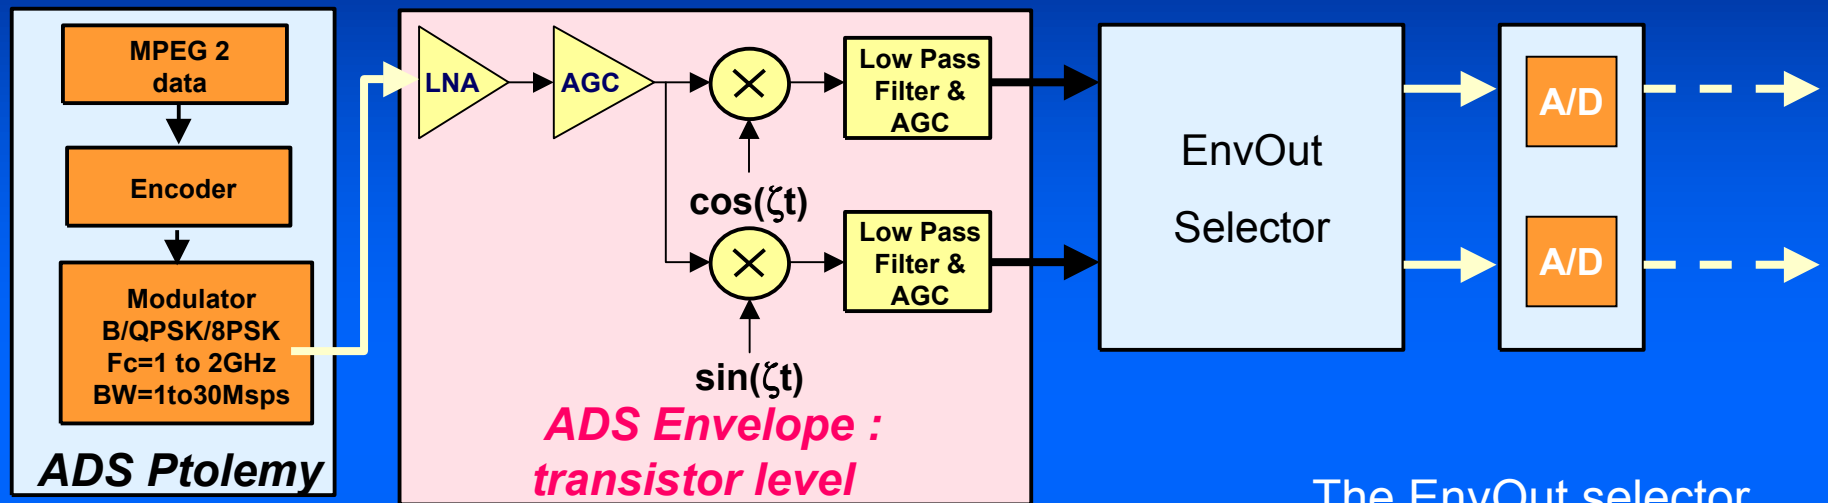 MPEG 2
data
Encoder
Modulator
B/QPSK/8PSK
Fc=1 to 2GHz
BW=1to30Msps
ADS Ptolemy
LNA
AGC
cos(ζt)
sin(ζt)
Low Pass
Filter &
AGC
Low Pass
Filter &
AGC
ADS Envelope :
transistor level
EnvOut
Selector
A/D
A/D
The EnvOut selector